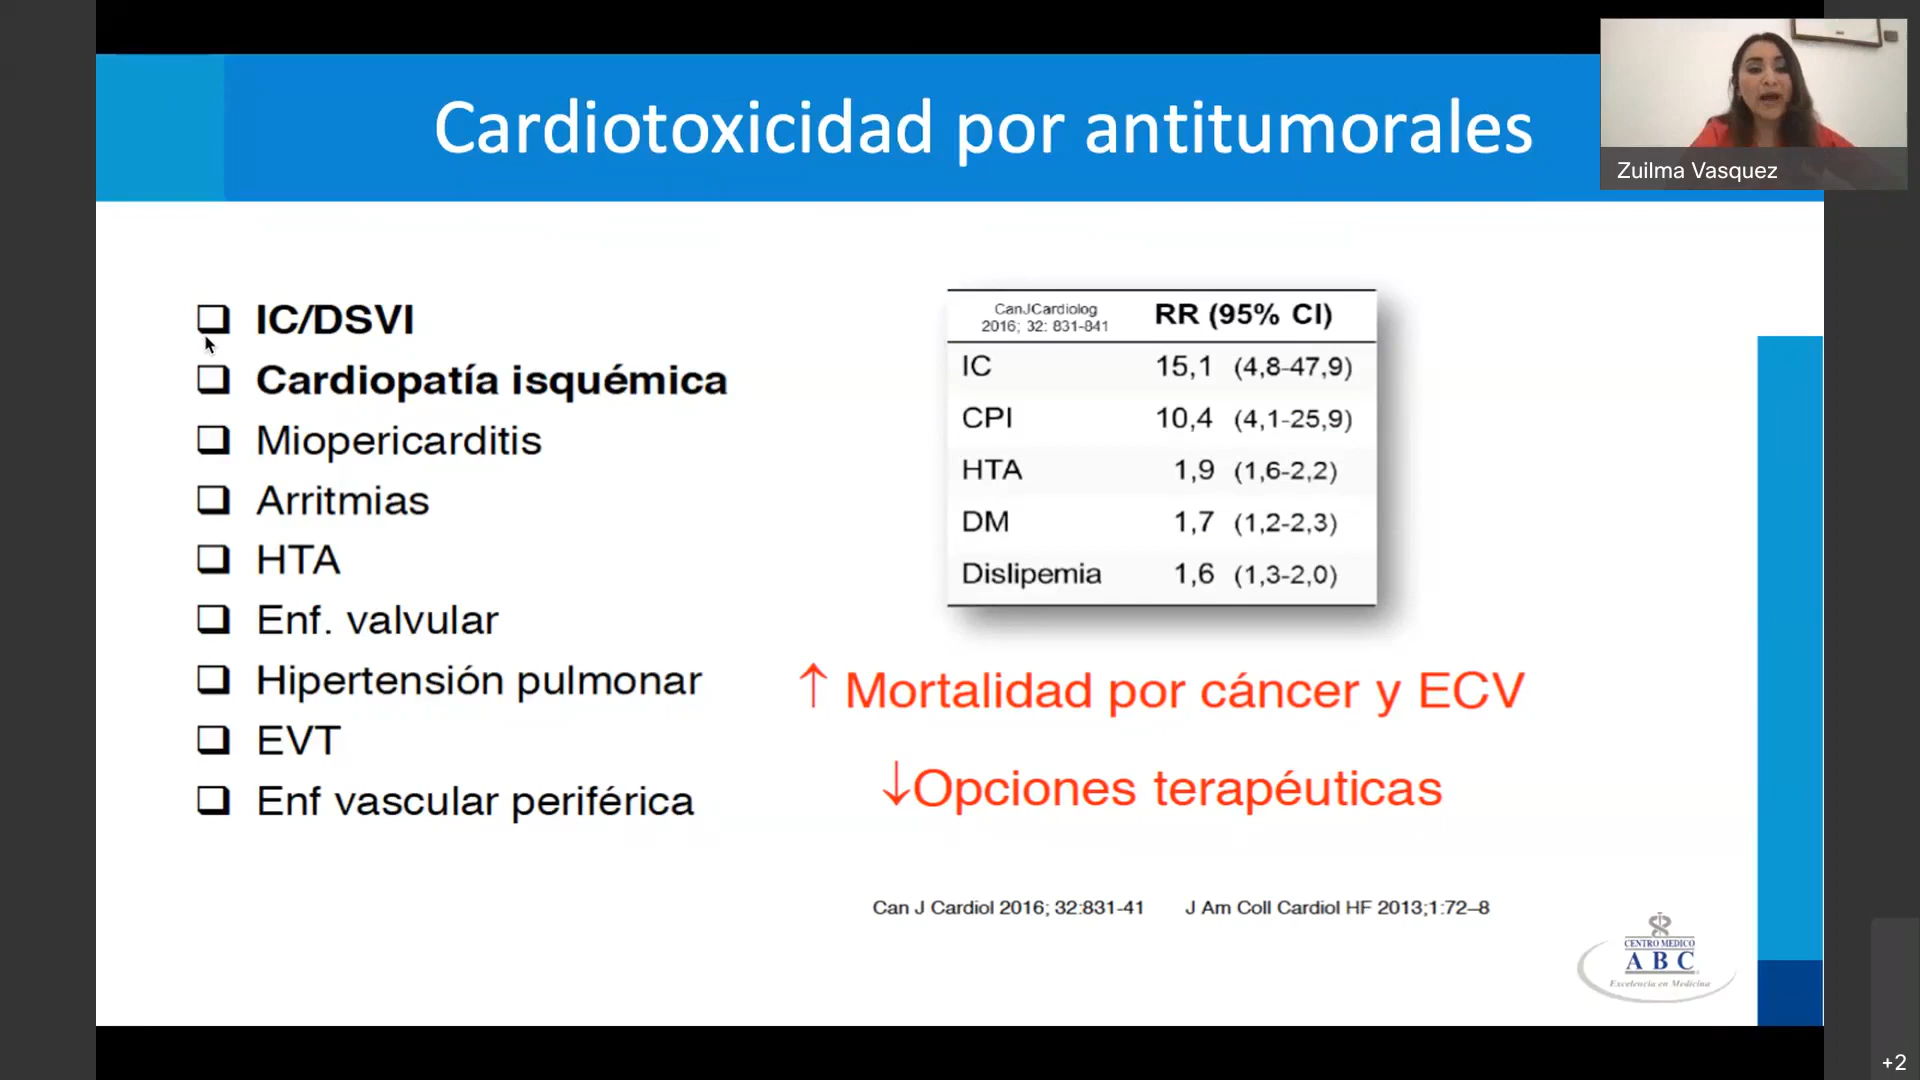 Cardiotoxicidad por antitumorales
Zuilma Vasquez
IC/DSVI
Cardiopatía isquémica
Miopericarditis
Arritmias
HTA
Enf. valvular
Hipertensión pulmonar
EVT
Enf vascular periférica
CanJCardiolog
2016; 32: 831-841
RR (95% CI)
IC 15,1 (4,8-47,9)
CPI 10,4 (4,1-25,9)
HTA 1,9 (1,6-2,2)
DM 1,7 (1,2-2,3)
Dislipemia 1,6 (1,3-2,0)
↑ Mortalidad por cáncer y ECV
↓Opciones terapéuticas
Can J Cardiol 2016; 32:831-41 J Am Coll Cardiol HF 2013;1:72–8
CENTRO MEDICO
ABC
Excelencia en Medicina
+2